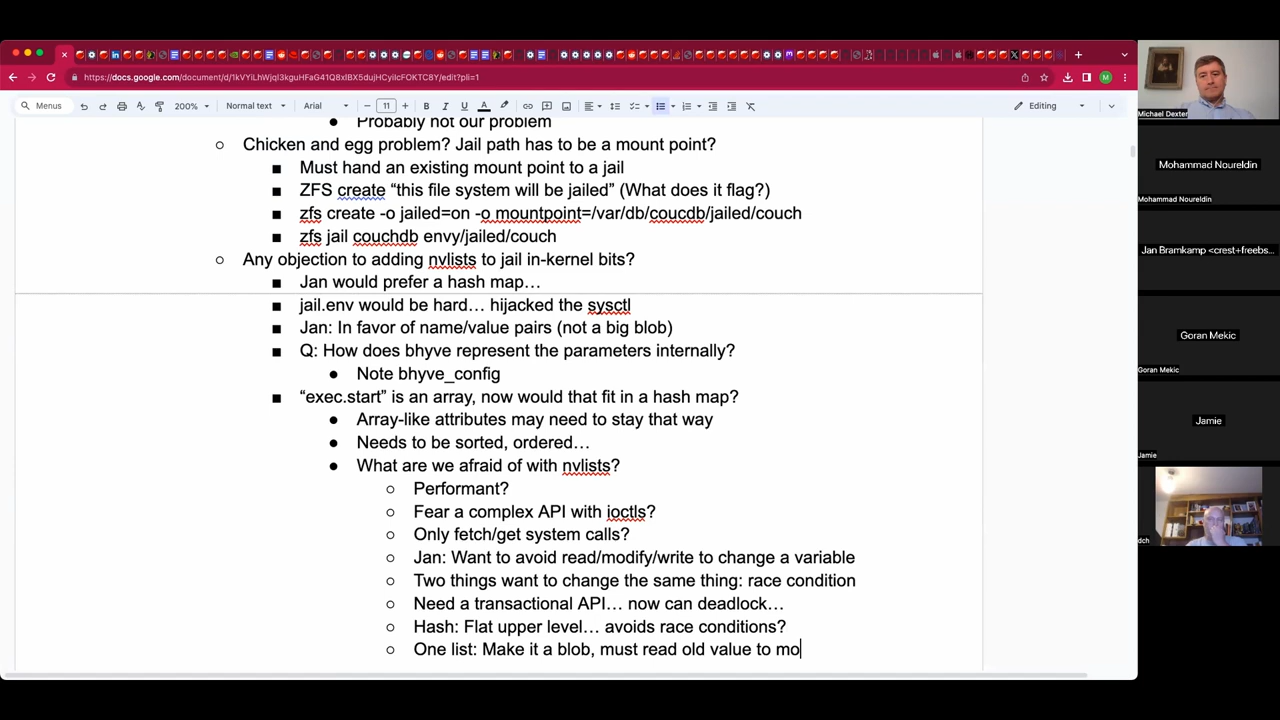 https://docs.google.com/document/d/1kVYiLhWjqI3kguHFaG41Q8xIBX5dujHCyiIcFOKTC8Y/edit?pli=1
M
Menus
200%
Normal text
Arial
11
Editing
Probably not our problem
Chicken and egg problem? Jail path has to be a mount point?
Must hand an existing mount point to a jail
ZFS create “this file system will be jailed” (What does it flag?)
zfs create -o jailed=on -o mountpoint=/var/db/coucdb/jailed/couch
zfs jail couchdb envy/jailed/couch
Any objection to adding nvlists to jail in-kernel bits?
Jan would prefer a hash map…
jail.env would be hard… hijacked the sysctl
Jan: In favor of name/value pairs (not a big blob)
Q: How does bhyve represent the parameters internally?
Note bhyve_config
“exec.start” is an array, now would that fit in a hash map?
Array-like attributes may need to stay that way
Needs to be sorted, ordered…
What are we afraid of with nvlists?
Performant?
Fear a complex API with ioctls?
Only fetch/get system calls?
Jan: Want to avoid read/modify/write to change a variable
Two things want to change the same thing: race condition
Need a transactional API… now can deadlock…
Hash: Flat upper level… avoids race conditions?
One list: Make it a blob, must read old value to mo
Michael Dexter
Mohammad Noureldin
Mohammad Noureldin
Jan Bramkamp <crest+freebs...
Goran Mekic
Goran Mekic
Jamie
Jamie
dch